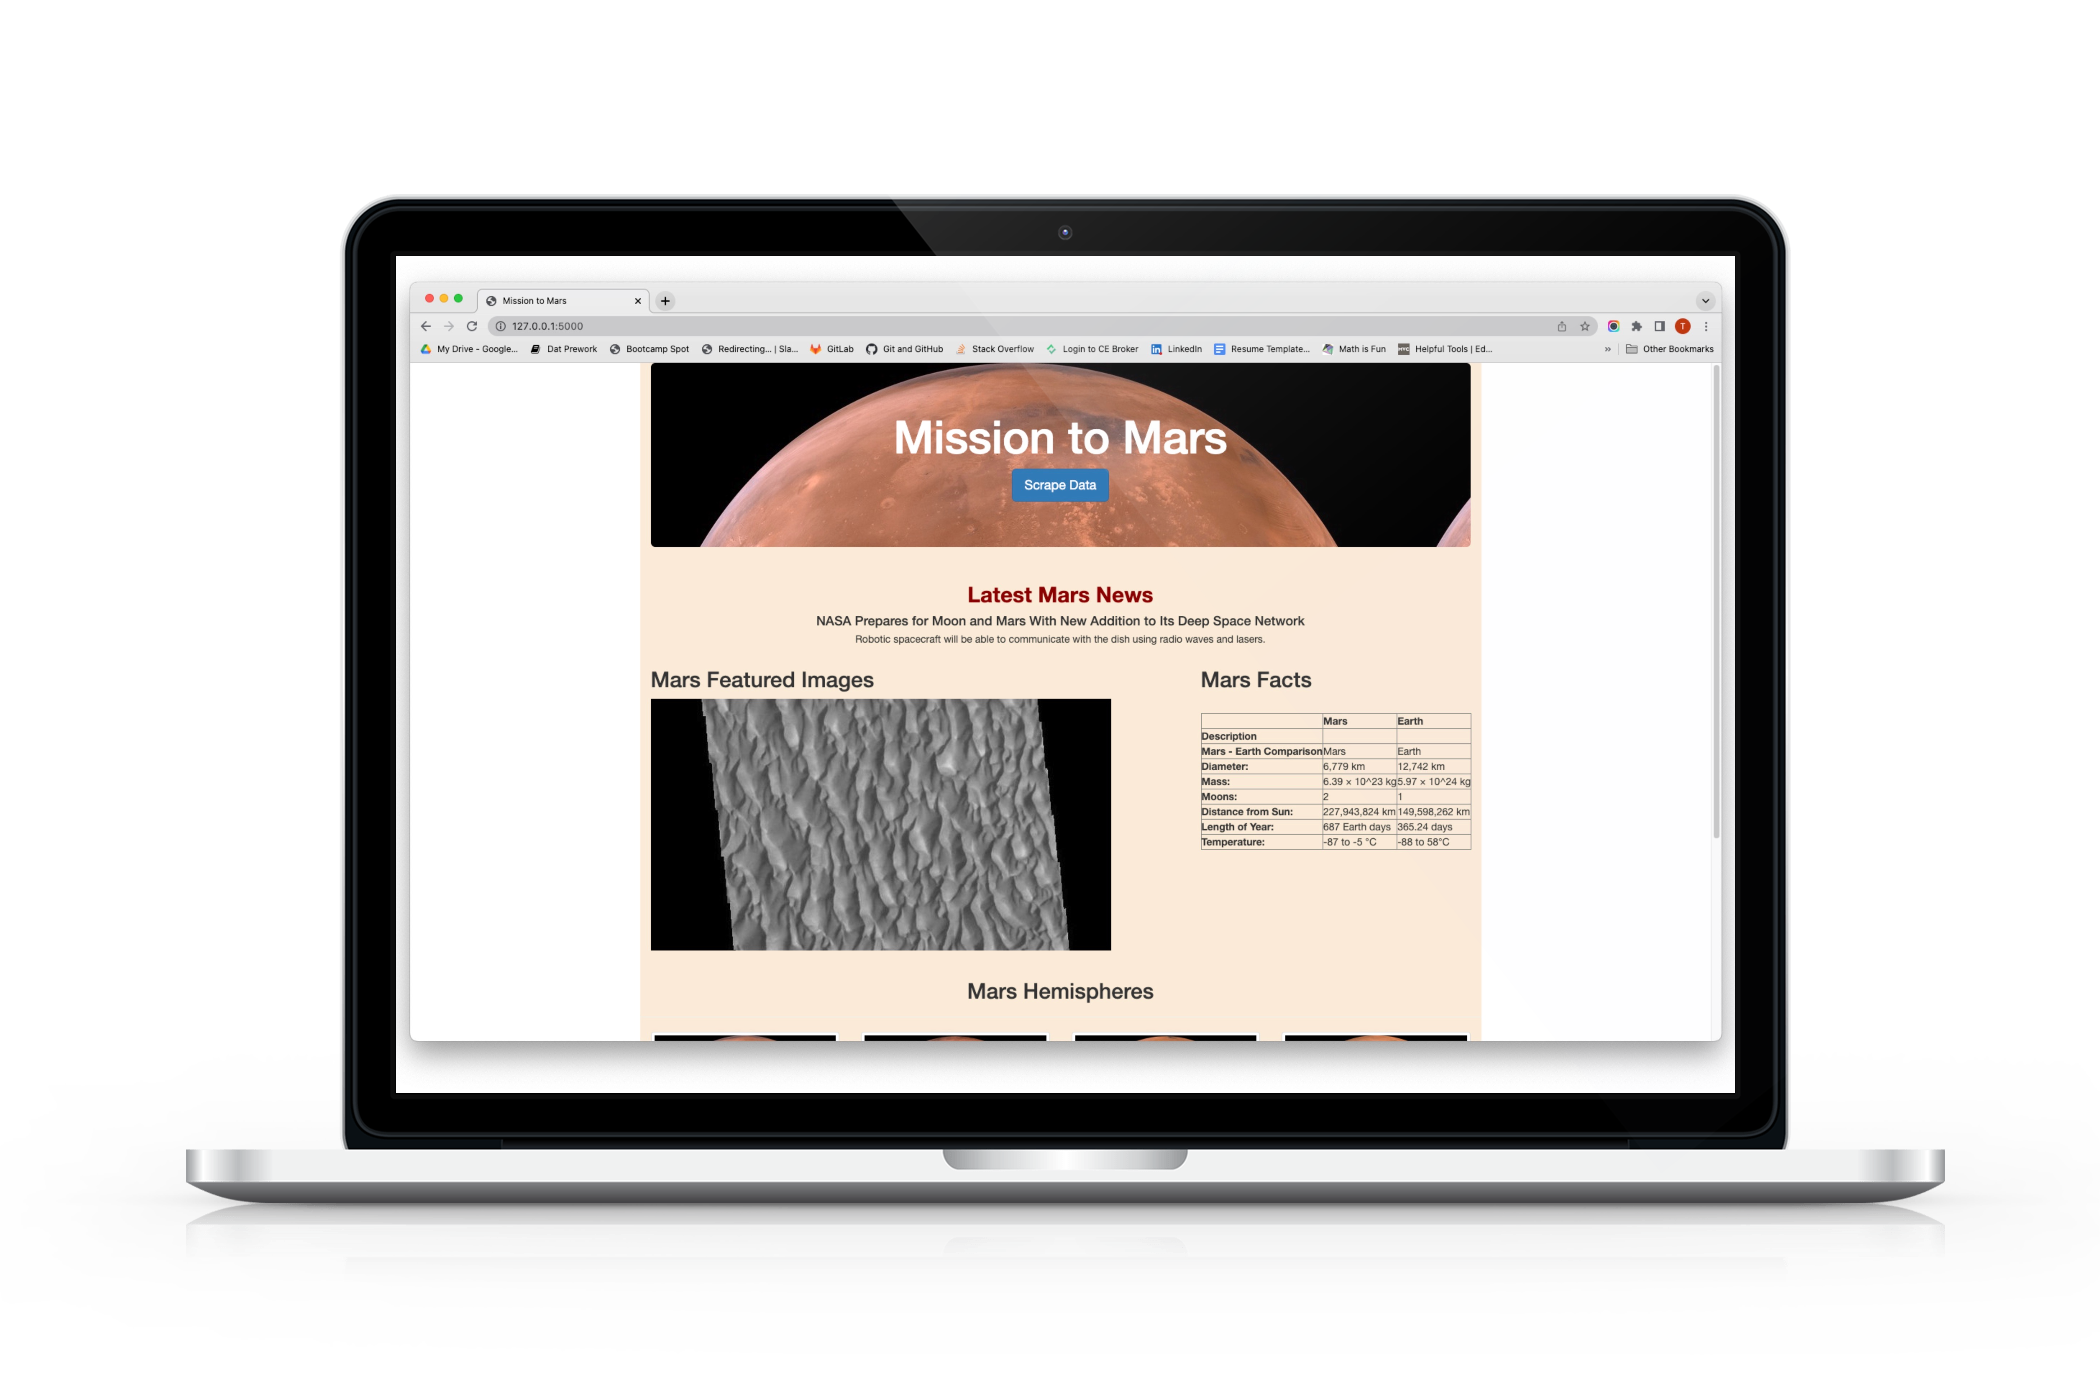 Mission to Mars
127.0.0.1:5000
T
My Drive - Google... Dat Prework Bootcamp Spot Redirecting... | Sla... GitLab Git and GitHub Stack Overflow Login to CE Broker LinkedIn Resume Template... Math is Fun Helpful Tools | Ed... » Other Bookmarks
Mission to Mars
Scrape Data
Latest Mars News
NASA Prepares for Moon and Mars With New Addition to Its Deep Space Network
Robotic spacecraft will be able to communicate with the dish using radio waves and lasers.
Mars Featured Images
Mars Facts
Mars Earth
Description
Mars - Earth Comparison Mars Earth
Diameter: 6,779 km 12,742 km
Mass: 6.39 × 10^23 kg 5.97 × 10^24 kg
Moons: 2 1
Distance from Sun: 227,943,824 km 149,598,262 km
Length of Year: 687 Earth days 365.24 days
Temperature: -87 to -5 °C -88 to 58°C
Mars Hemispheres